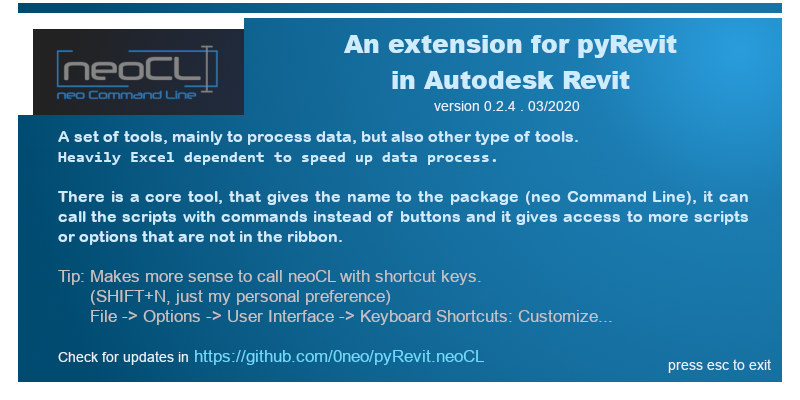 neoCL
neo Command Line
An extension for pyRevit
in Autodesk Revit
version 0.2.4 . 03/2020
A set of tools, mainly to process data, but also other type of tools.
Heavily Excel dependent to speed up data process.
There is a core tool, that gives the name to the package (neo Command Line), it can
call the scripts with commands instead of buttons and it gives access to more scripts
or options that are not in the ribbon.
Tip: Makes more sense to call neoCL with shortcut keys.
(SHIFT+N, just my personal preference)
File -> Options -> User Interface -> Keyboard Shortcuts: Customize...
Check for updates in https://github.com/0neo/pyRevit.neoCL
press esc to exit